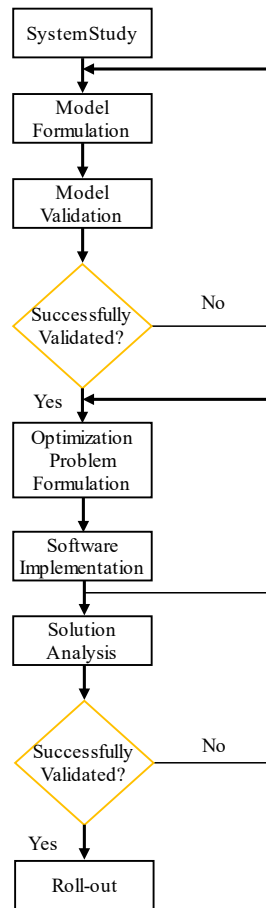 SystemStudy
Model
Formulation
Model
Validation
Successfully
Validated?
No
Yes
Optimization
Problem
Formulation
Software
Implementation
Solution
Analysis
Successfully
Validated?
No
Yes
Roll-out